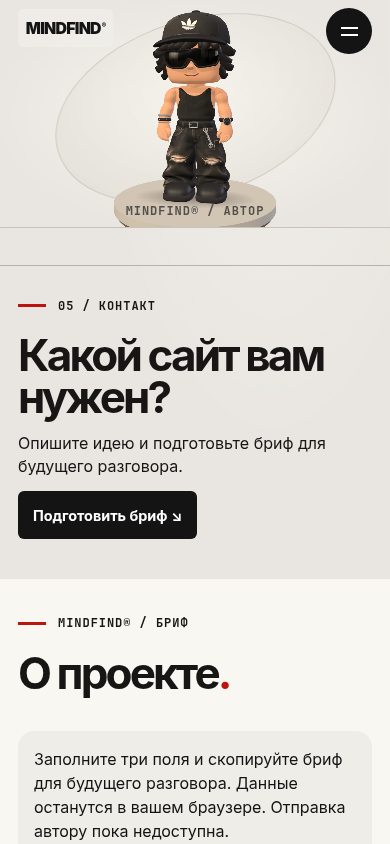 MINDFIND®
MINDFIND® / АВТОР
05 / КОНТАКТ
Какой сайт вам
нужен?
Опишите идею и подготовьте бриф для
будущего разговора.
Подготовить бриф ↘
MINDFIND® / БРИФ
О проекте.
Заполните три поля и скопируйте бриф
для будущего разговора. Данные
останутся в вашем браузере. Отправка
автору пока недоступна.